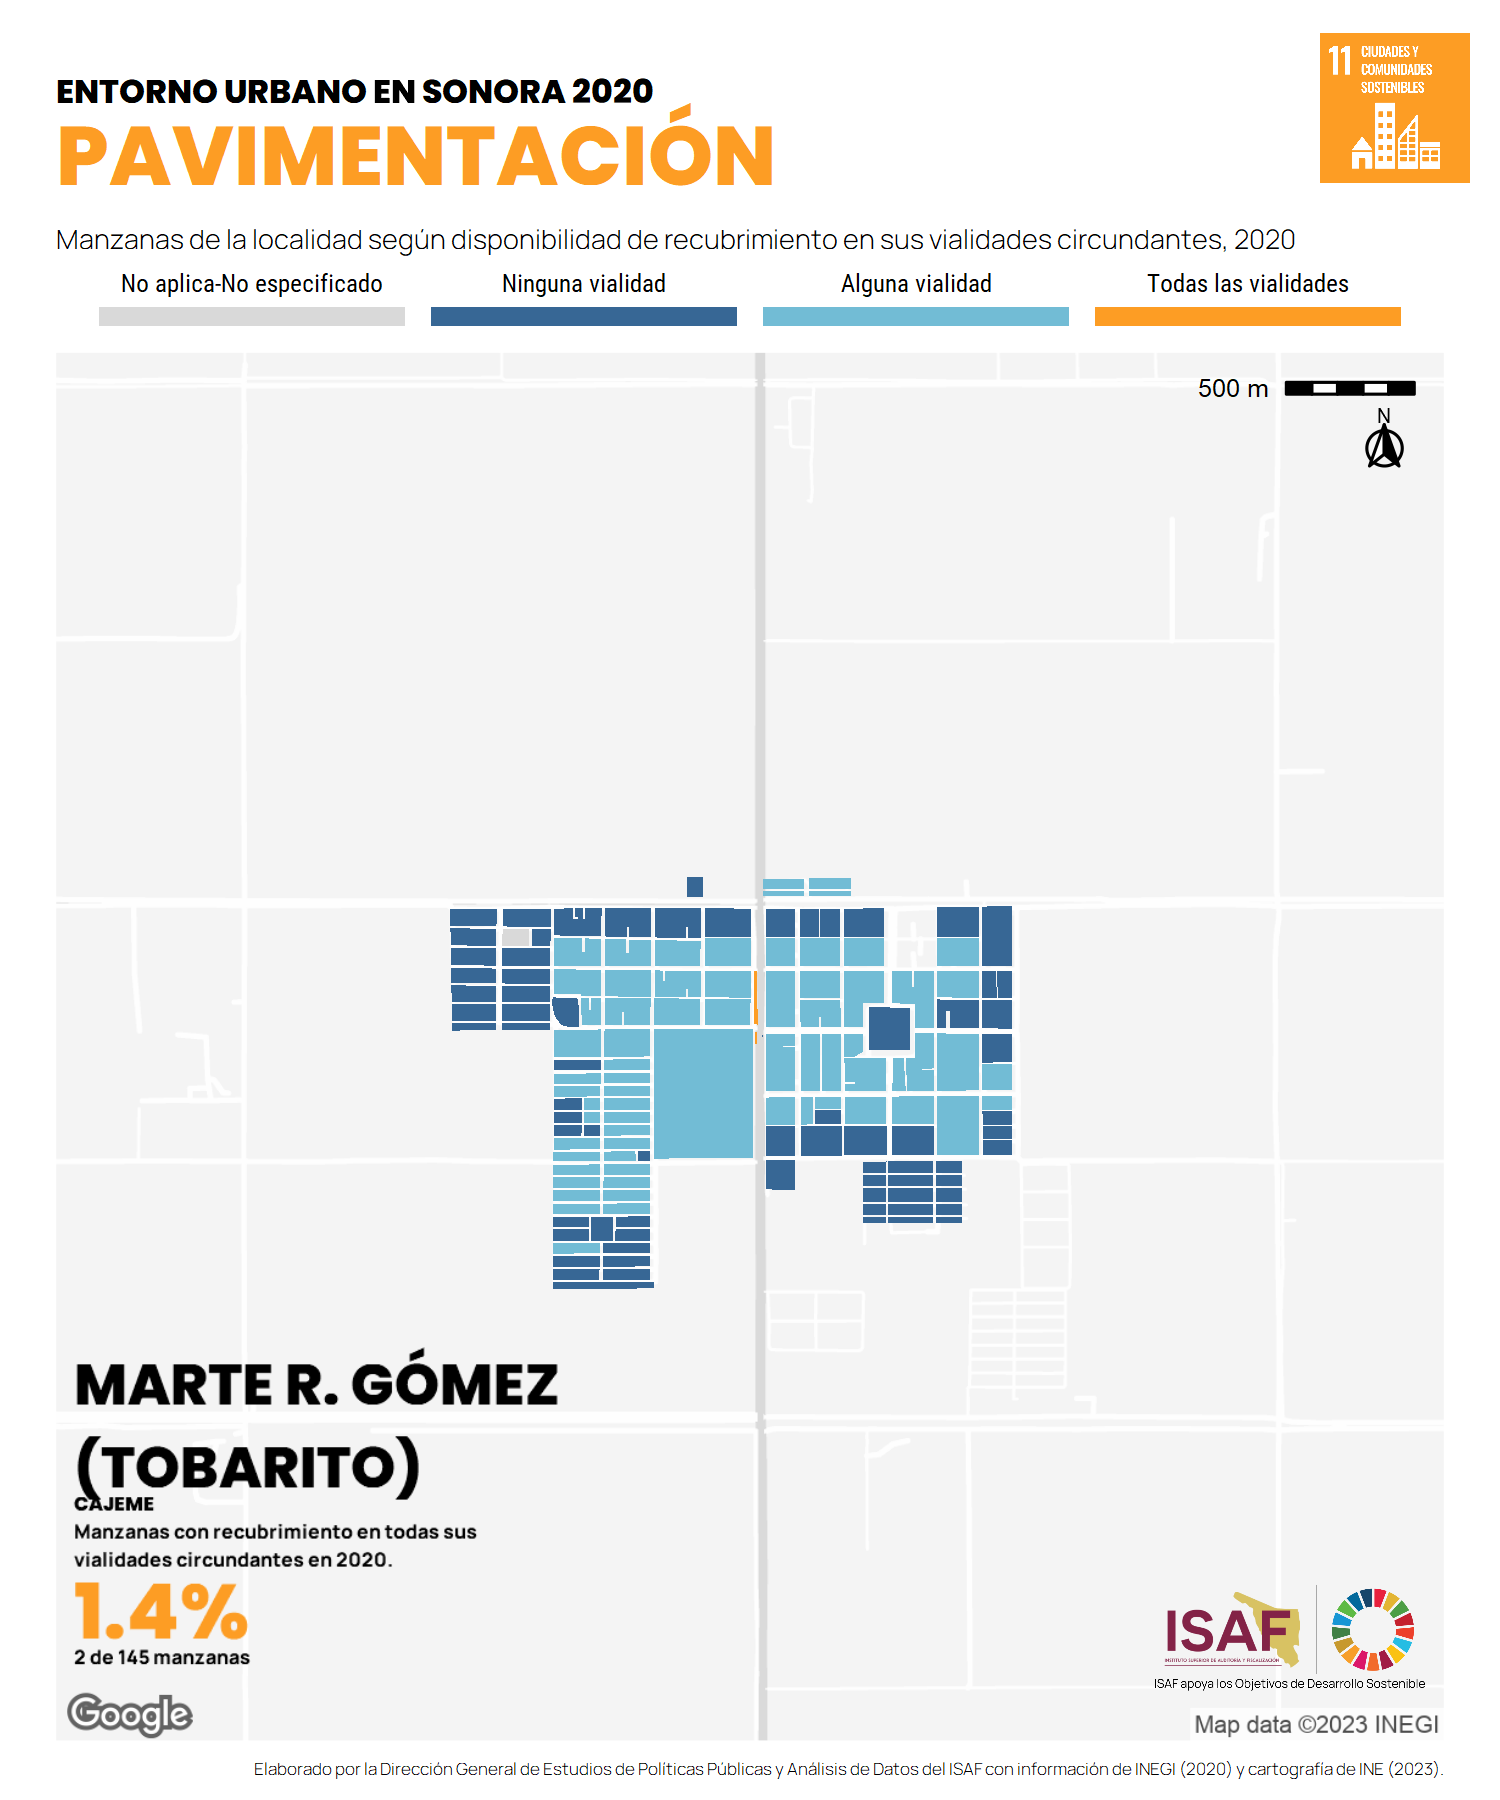 ENTORNO URBANO EN SONORA 2020
PAVIMENTACIÓN
11 CIUDADES Y
COMUNIDADES
SOSTENIBLES
Manzanas de la localidad según disponibilidad de recubrimiento en sus vialidades circundantes, 2020
No aplica-No especificado
Ninguna vialidad
Alguna vialidad
Todas las vialidades
500 m
N
MARTE R. GÓMEZ
(TOBARITO)
CAJEME
Manzanas con recubrimiento en todas sus
vialidades circundantes en 2020.
1.4%
2 de 145 manzanas
Google
ISAF
INSTITUTO SUPERIOR DE AUDITORÍA Y FISCALIZACIÓN
ISAF apoya los Objetivos de Desarrollo Sostenible
Map data ©2023 INEGI
Elaborado por la Dirección General de Estudios de Políticas Públicas y Análisis de Datos del ISAF con información de INEGI (2020) y cartografía de INE (2023).